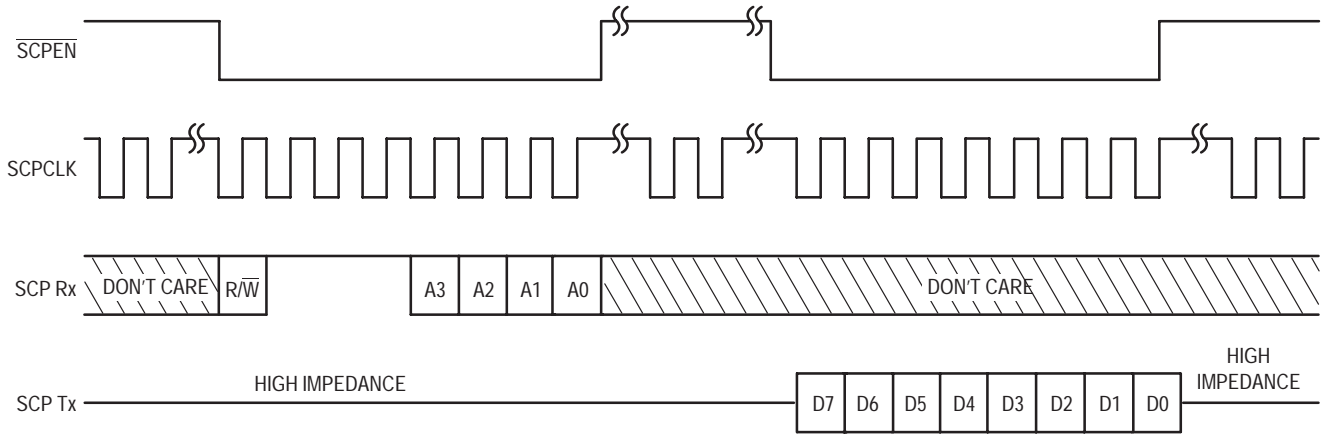 SCPEN
SCPCLK
SCP Rx DON'T CARE R/W A3 A2 A1 A0 DON'T CARE
HIGH IMPEDANCE
HIGH IMPEDANCE
SCP Tx D7 D6 D5 D4 D3 D2 D1 D0